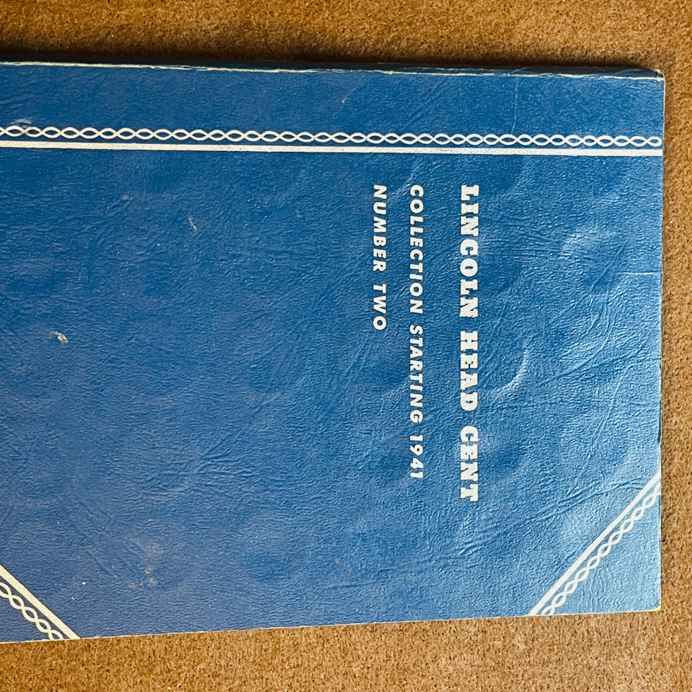 LINCOLN HEAD CENT
COLLECTION STARTING 1941
NUMBER TWO